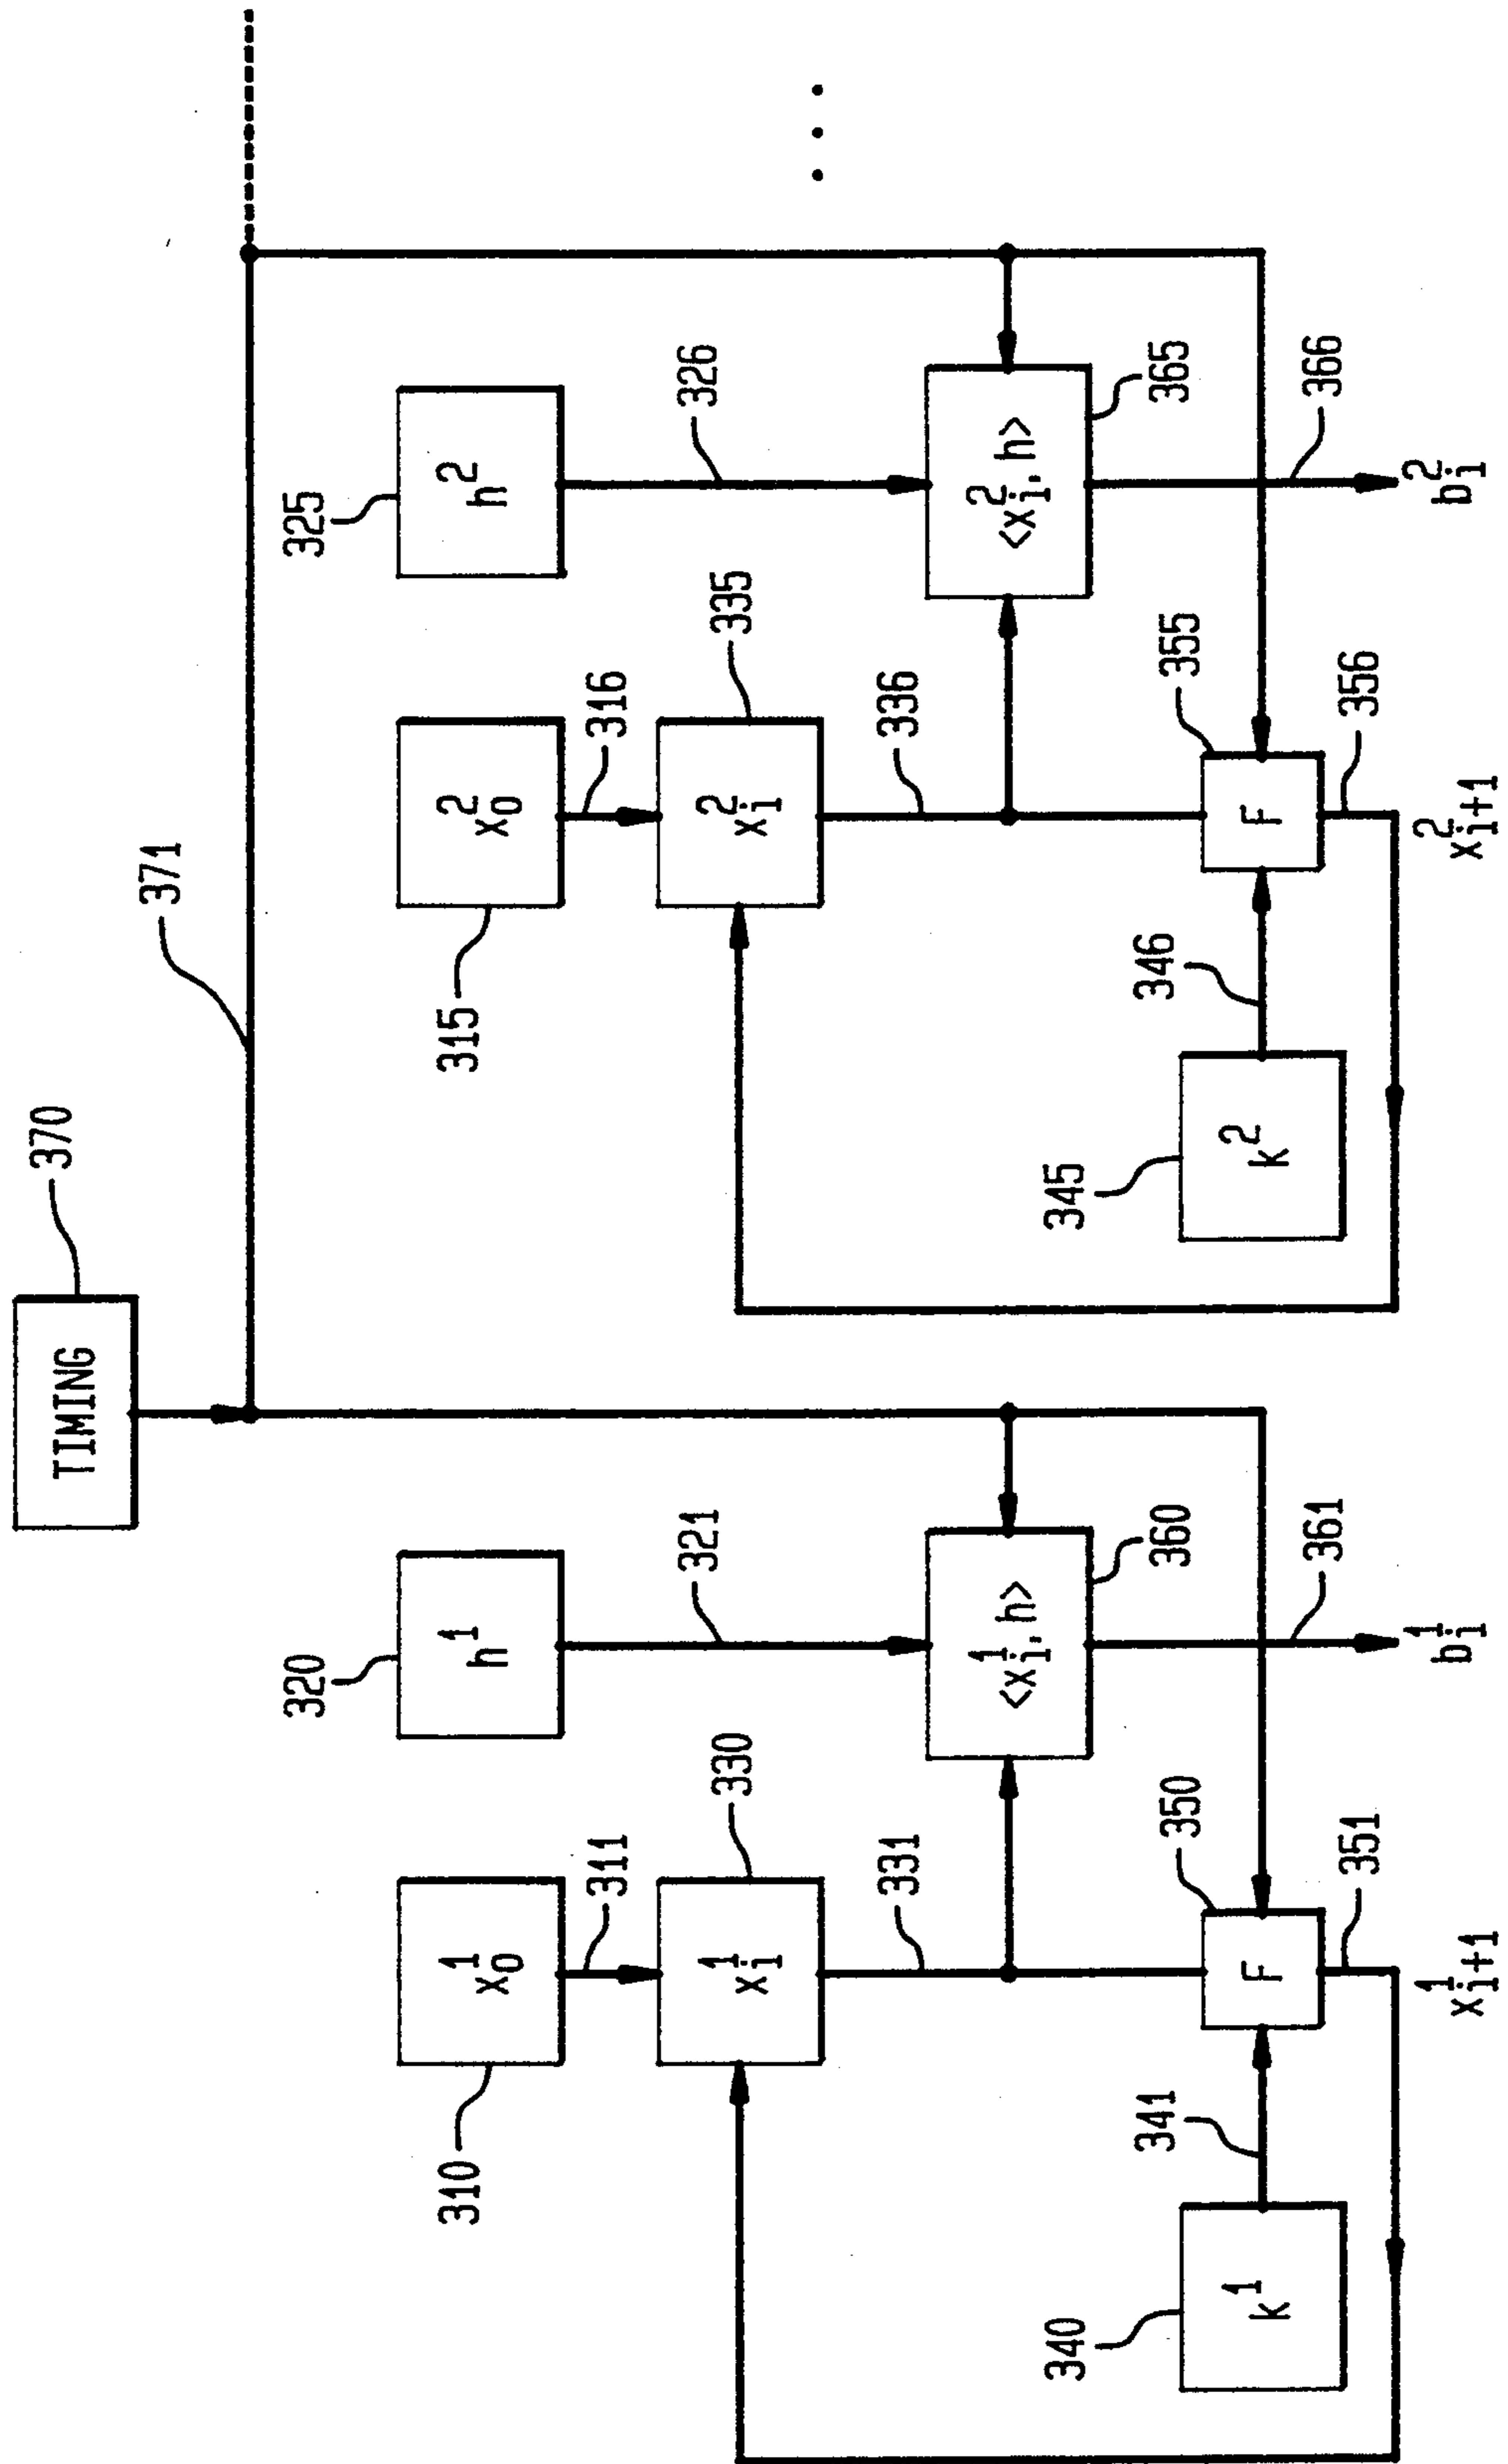 TIMING
370
371
320
h^1
325
h^2
310
x_0^1
315
x_0^2
311
321
316
326
330
x_i^1
335
x_i^2
331
336
<x_i^1, h>
360
<x_i^2, h>
365
340
k^1
341
350
F
345
k^2
346
355
F
351
361
356
366
x_{i+1}^1
b_i^1
x_{i+1}^2
b_i^2
. . .